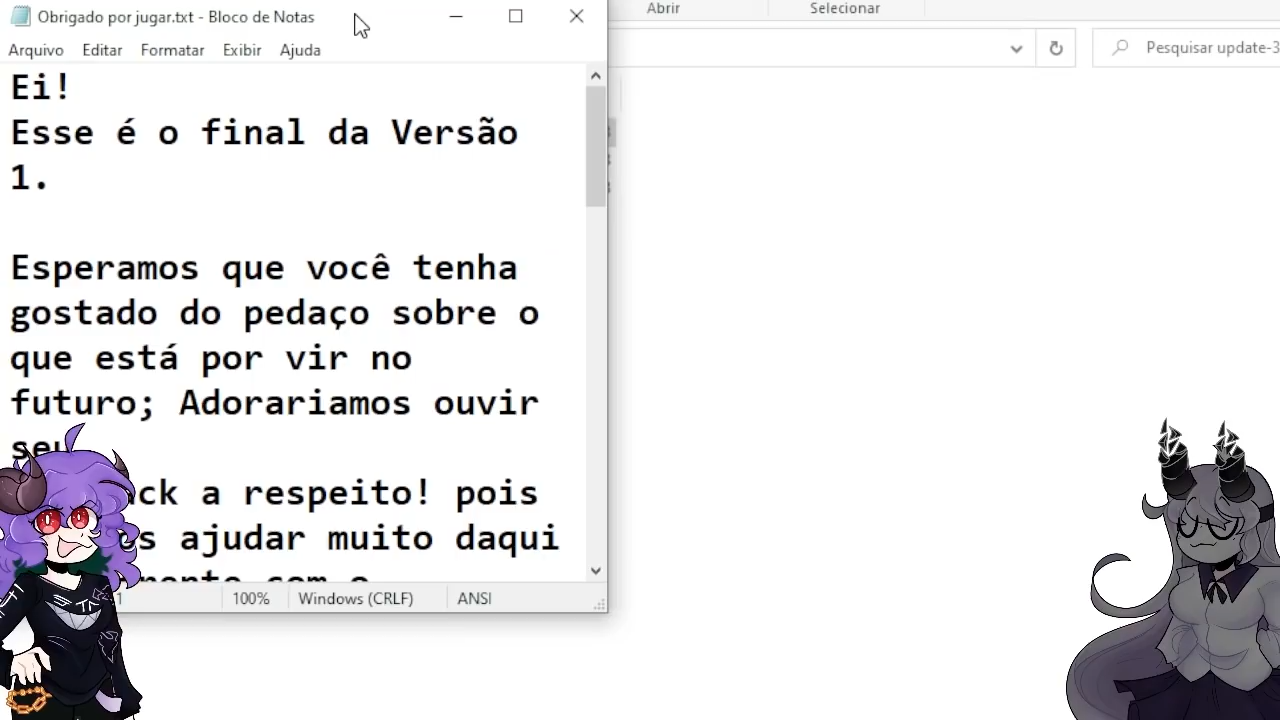 Obrigado por jugar.txt - Bloco de Notas
Arquivo Editar Formatar Exibir Ajuda
Abrir
Selecionar
Pesquisar update-3
Ei!
Esse é o final da Versão
1.
Esperamos que você tenha
gostado do pedaço sobre o
que está por vir no
futuro; Adorariamos ouvir
a respeito! pois
ajudar muito daqui
100%
Windows (CRLF)
ANSI